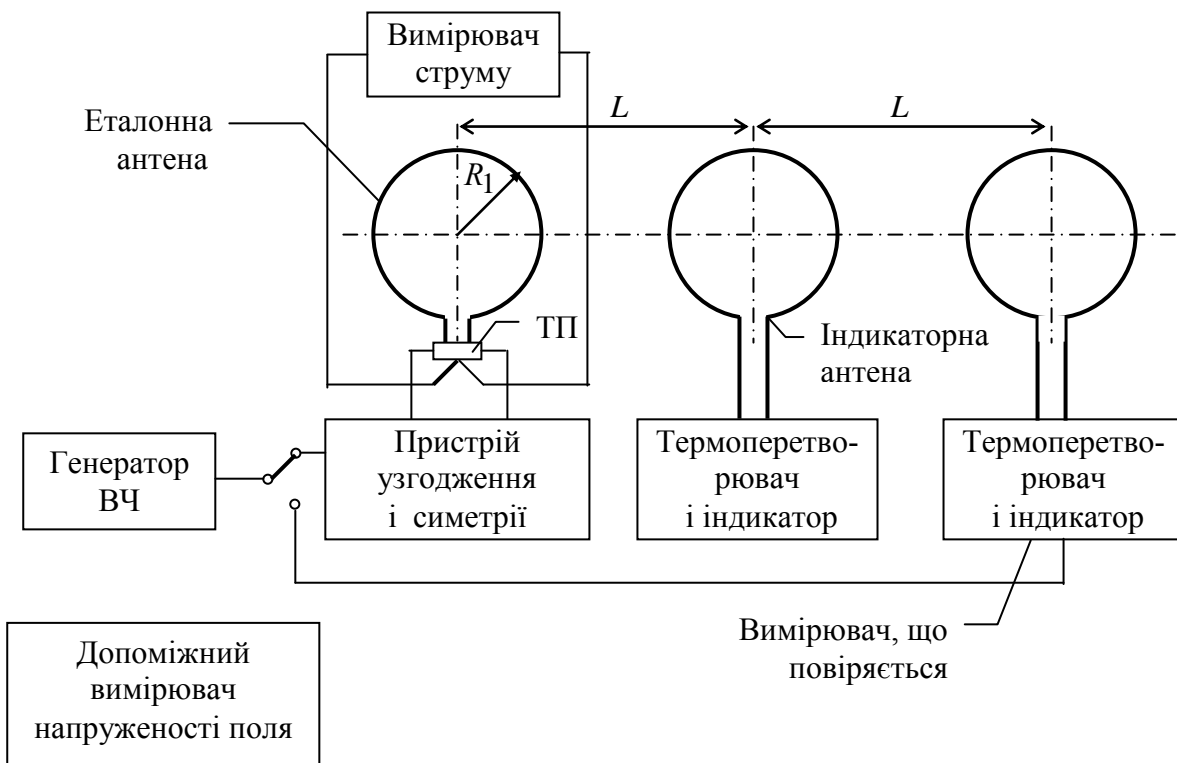 Вимірювач
струму
Еталонна
антена
L
L
R1
ТП
Індикаторна
антена
Генератор
ВЧ
Пристрій
узгодження
і симетрії
Термоперетво-
рювач
і індикатор
Термоперетво-
рювач
і індикатор
Вимірювач, що
повіряється
Допоміжний
вимірювач
напруженості поля